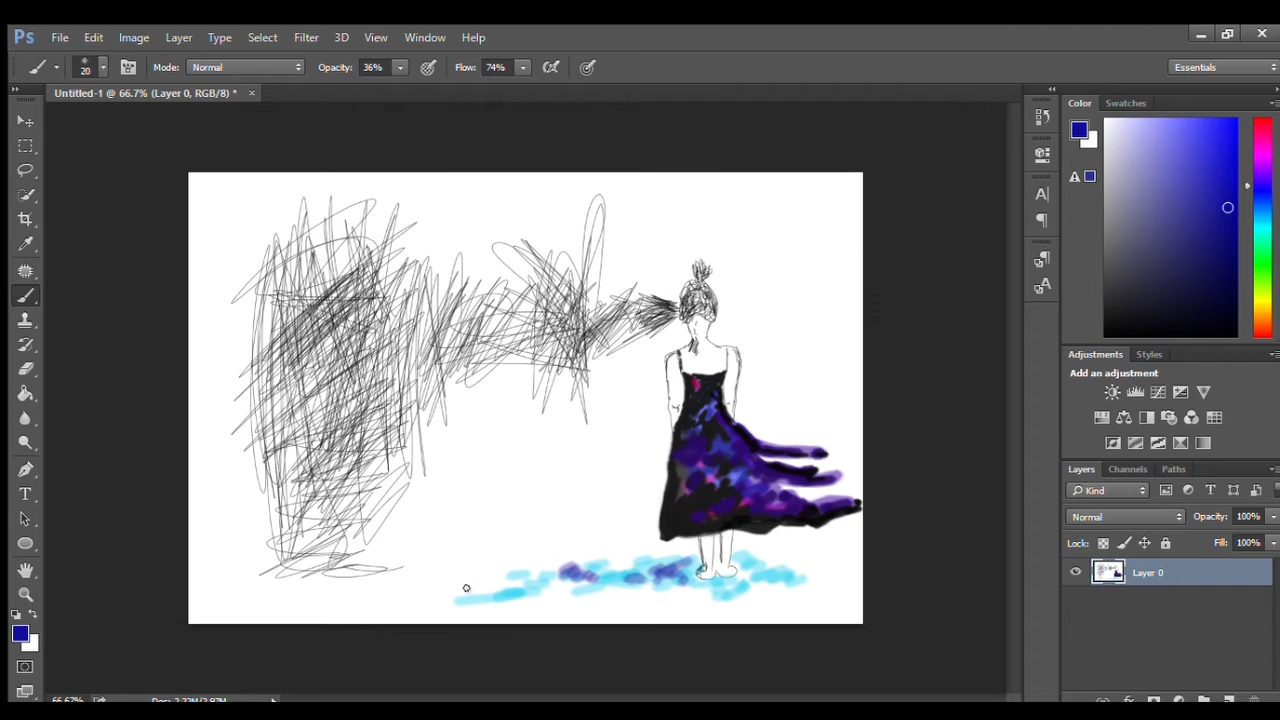 Ps File Edit Image Layer Type Select Filter 3D View Window Help
20 Mode: Normal Opacity: 36% Flow: 74% Essentials
Untitled-1 @ 66.7% (Layer 0, RGB/8) * ×
Color Swatches
Adjustments Styles
Add an adjustment
Layers Channels Paths
Kind
Normal Opacity: 100%
Lock: Fill: 100%
Layer 0